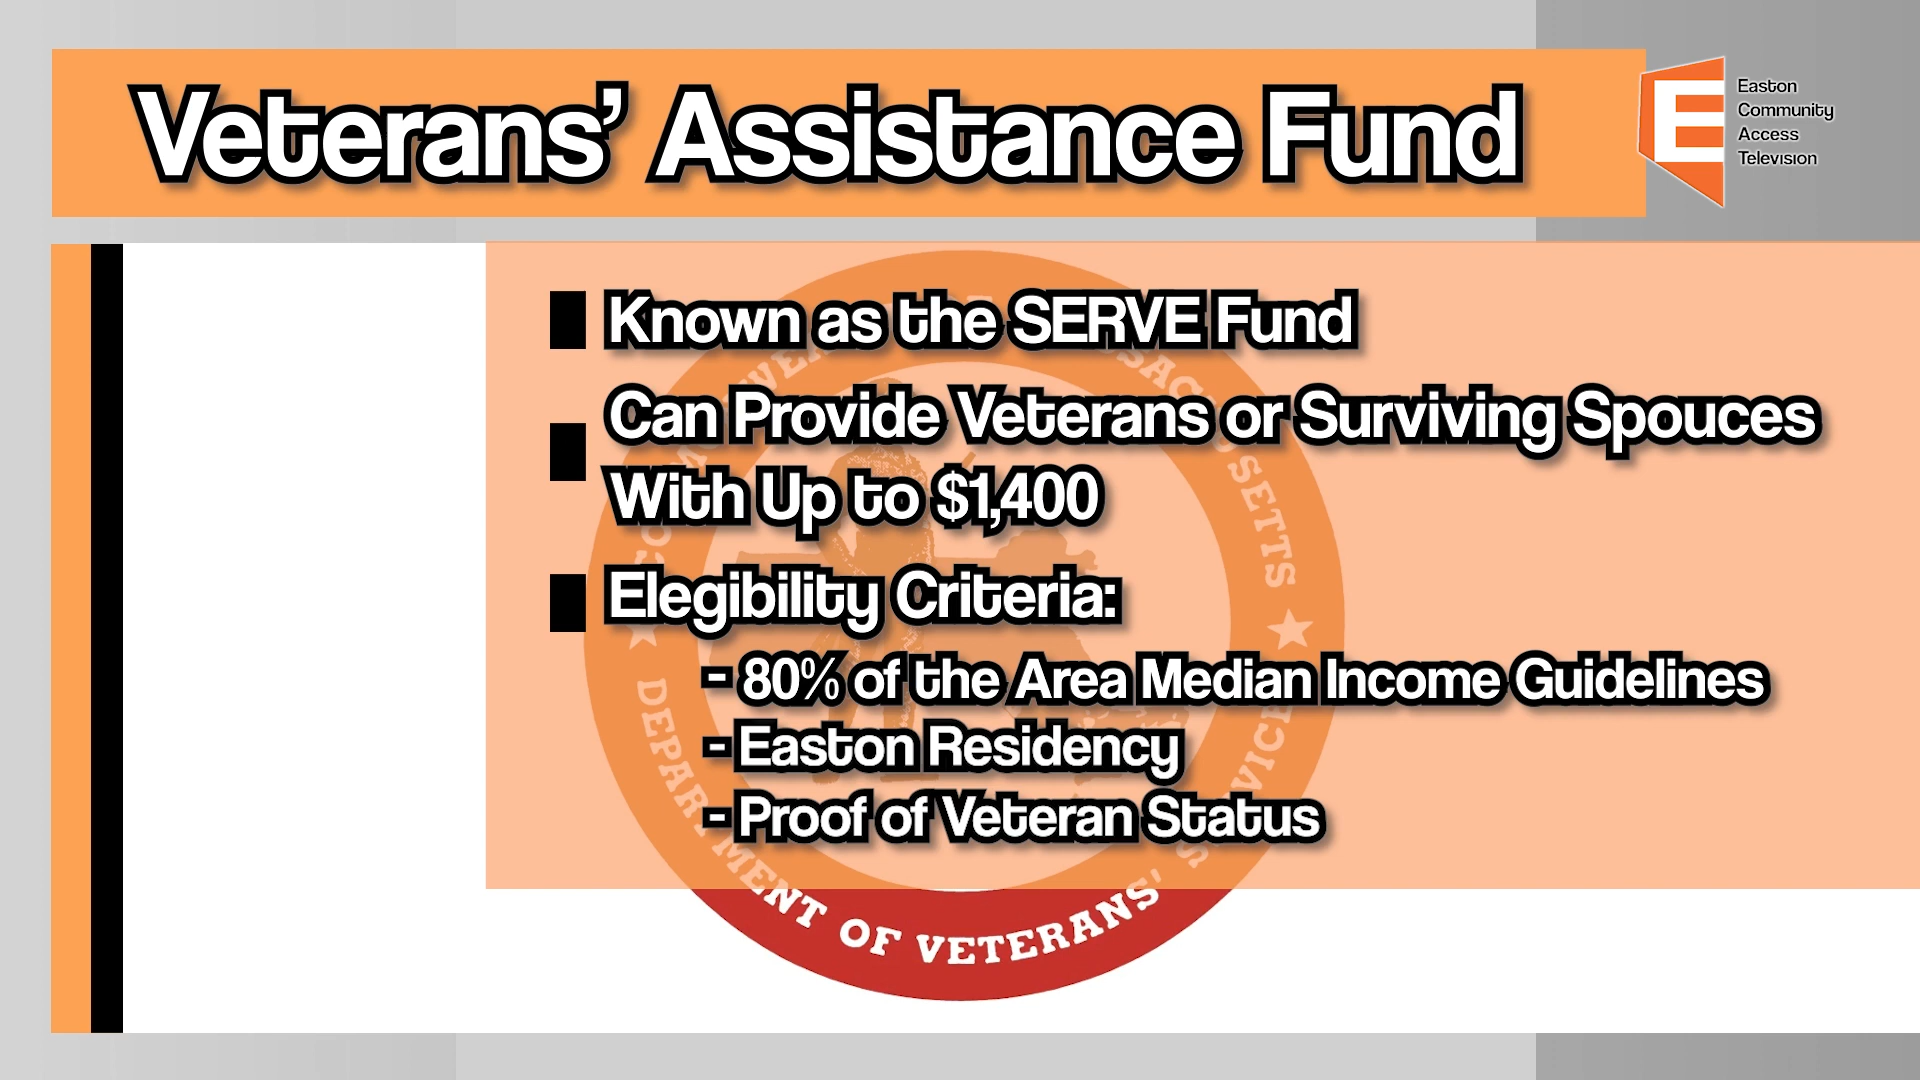 Veterans’ Assistance Fund
Easton
Community
Access
Television
Known as the SERVE Fund
Can Provide Veterans or Surviving Spouces
With Up to $1,400
Elegibility Criteria:
- 80% of the Area Median Income Guidelines
- Easton Residency
- Proof of Veteran Status
DEPARTMENT OF VETERANS' SERVICES